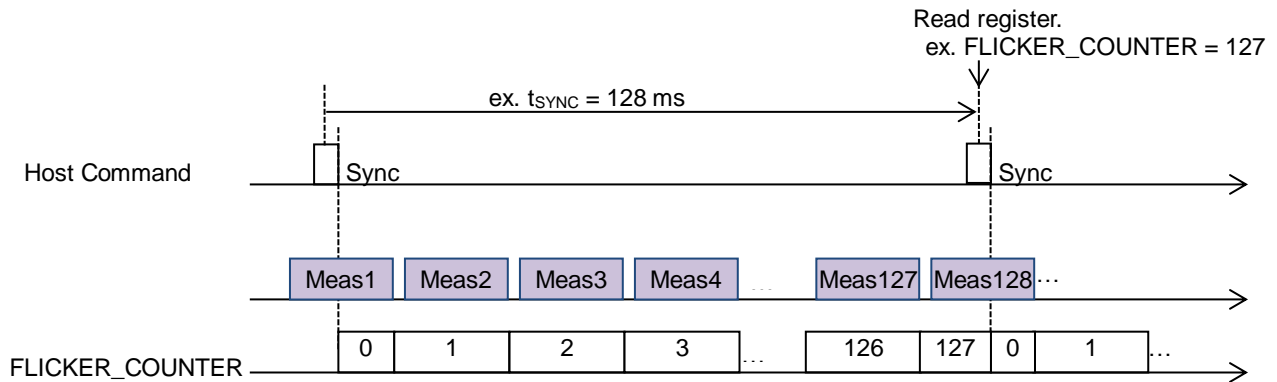 Read register.
ex. FLICKER_COUNTER = 127
ex. tSYNC = 128 ms
Host Command
Sync
Sync
Meas1 Meas2 Meas3 Meas4 ... Meas127 Meas128 ...
FLICKER_COUNTER
0 1 2 3 ... 126 127 0 1 ...